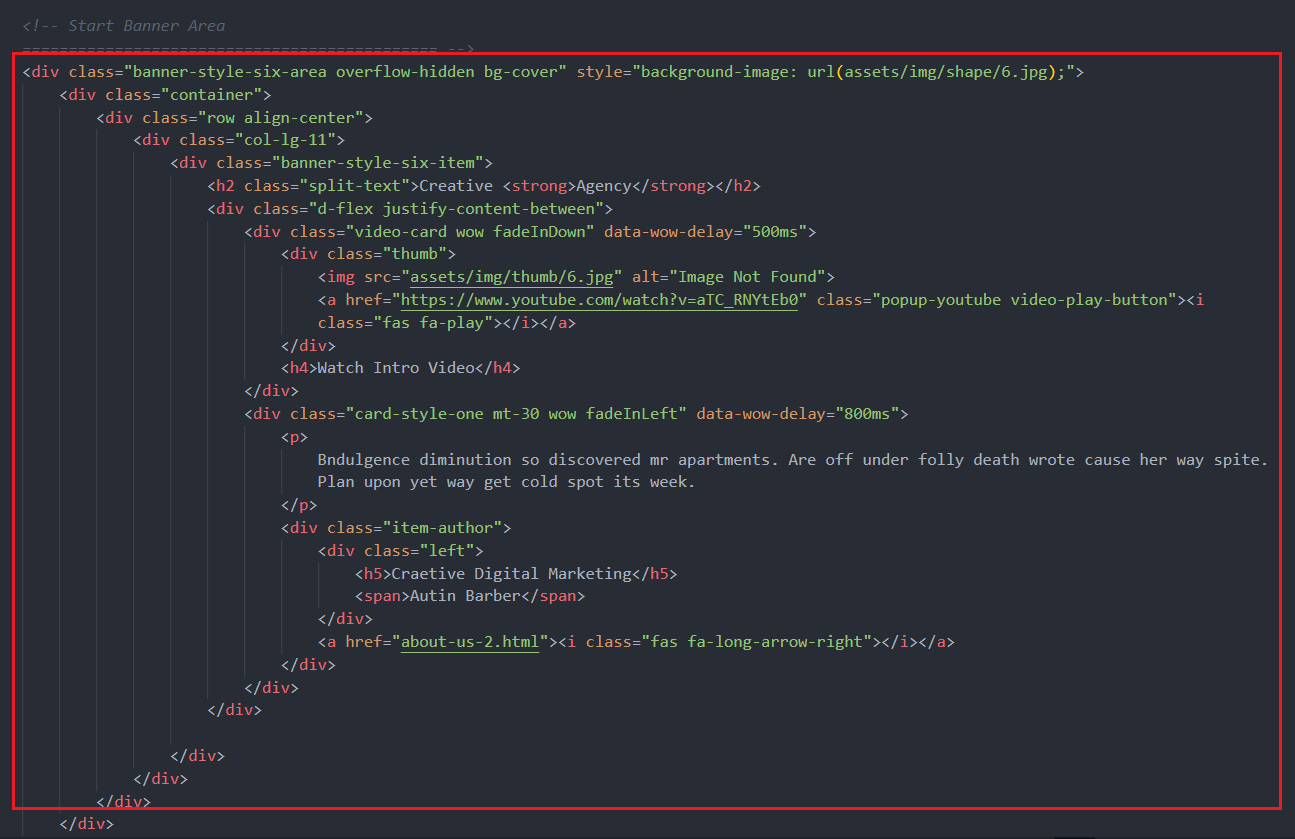 <!-- Start Banner Area
============================================= -->
<div class="banner-style-six-area overflow-hidden bg-cover" style="background-image: url(assets/img/shape/6.jpg);">
<div class="container">
<div class="row align-center">
<div class="col-lg-11">
<div class="banner-style-six-item">
<h2 class="split-text">Creative <strong>Agency</strong></h2>
<div class="d-flex justify-content-between">
<div class="video-card wow fadeInDown" data-wow-delay="500ms">
<div class="thumb">
<img src="assets/img/thumb/6.jpg" alt="Image Not Found">
<a href="https://www.youtube.com/watch?v=aTC_RNYtEb0" class="popup-youtube video-play-button"><i
class="fas fa-play"></i></a>
</div>
<h4>Watch Intro Video</h4>
</div>
<div class="card-style-one mt-30 wow fadeInLeft" data-wow-delay="800ms">
<p>
Bndulgence diminution so discovered mr apartments. Are off under folly death wrote cause her way spite.
Plan upon yet way get cold spot its week.
</p>
<div class="item-author">
<div class="left">
<h5>Craetive Digital Marketing</h5>
<span>Autin Barber</span>
</div>
<a href="about-us-2.html"><i class="fas fa-long-arrow-right"></i></a>
</div>
</div>
</div>
</div>
</div>
</div>
</div>